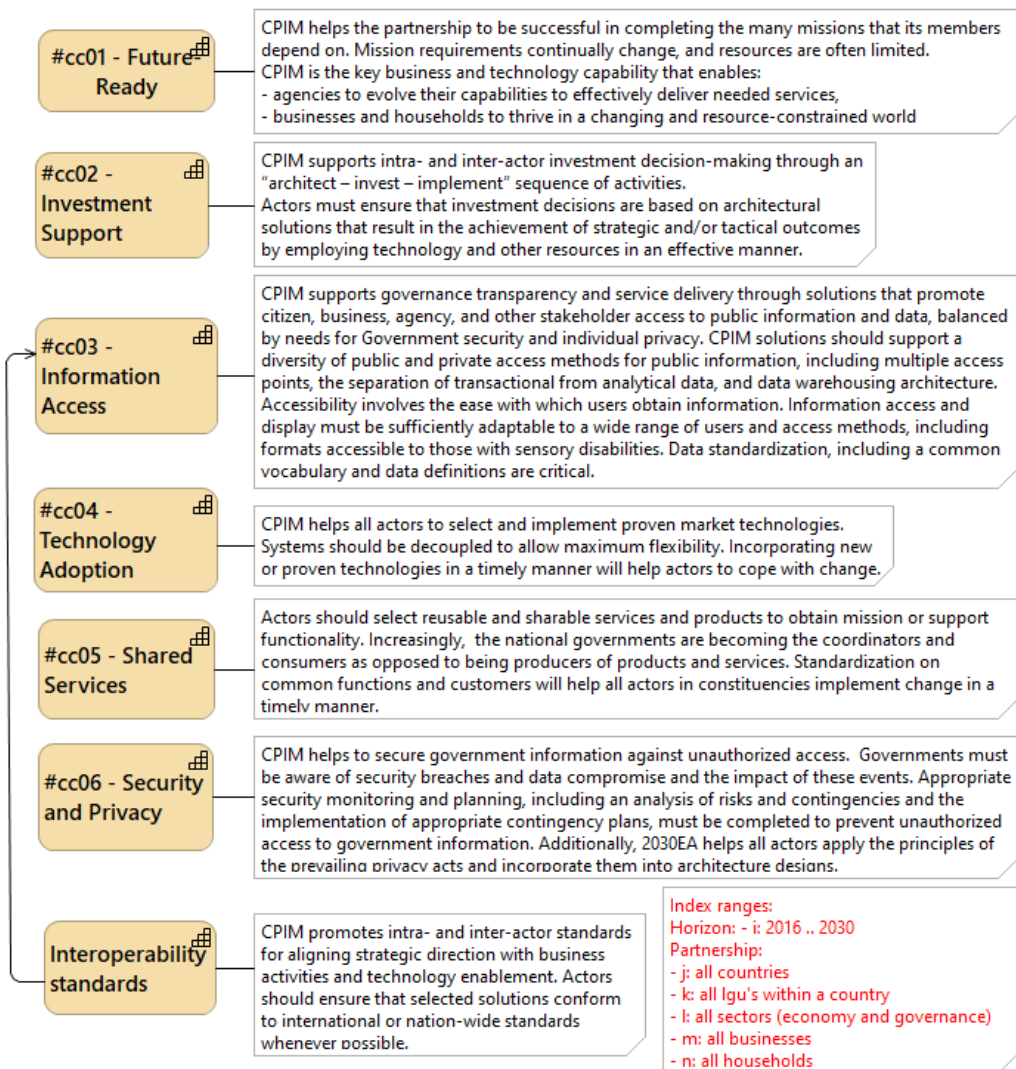 #cc01 - Future-
Ready
CPIM helps the partnership to be successful in completing the many missions that its members
depend on. Mission requirements continually change, and resources are often limited.
CPIM is the key business and technology capability that enables:
- agencies to evolve their capabilities to effectively deliver needed services,
- businesses and households to thrive in a changing and resource-constrained world
#cc02 -
Investment
Support
CPIM supports intra- and inter-actor investment decision-making through an
“architect – invest – implement” sequence of activities.
Actors must ensure that investment decisions are based on architectural
solutions that result in the achievement of strategic and/or tactical outcomes
by employing technology and other resources in an effective manner.
#cc03 -
Information
Access
CPIM supports governance transparency and service delivery through solutions that promote
citizen, business, agency, and other stakeholder access to public information and data, balanced
by needs for Government security and individual privacy. CPIM solutions should support a
diversity of public and private access methods for public information, including multiple access
points, the separation of transactional from analytical data, and data warehousing architecture.
Accessibility involves the ease with which users obtain information. Information access and
display must be sufficiently adaptable to a wide range of users and access methods, including
formats accessible to those with sensory disabilities. Data standardization, including a common
vocabulary and data definitions are critical.
#cc04 -
Technology
Adoption
CPIM helps all actors to select and implement proven market technologies.
Systems should be decoupled to allow maximum flexibility. Incorporating new
or proven technologies in a timely manner will help actors to cope with change.
#cc05 - Shared
Services
Actors should select reusable and sharable services and products to obtain mission or support
functionality. Increasingly,  the national governments are becoming the coordinators and
consumers as opposed to being producers of products and services. Standardization on
common functions and customers will help all actors in constituencies implement change in a
timely manner.
#cc06 - Security
and Privacy
CPIM helps to secure government information against unauthorized access.  Governments must
be aware of security breaches and data compromise and the impact of these events. Appropriate
security monitoring and planning, including an analysis of risks and contingencies and the
implementation of appropriate contingency plans, must be completed to prevent unauthorized
access to government information. Additionally, 2030EA helps all actors apply the principles of
the prevailing privacy acts and incorporate them into architecture designs.
Interoperability
standards
CPIM promotes intra- and inter-actor standards
for aligning strategic direction with business
activities and technology enablement. Actors
should ensure that selected solutions conform
to international or nation-wide standards
whenever possible.
Index ranges:
Horizon: - i: 2016 .. 2030
Partnership:
- j: all countries
- k: all lgu's within a country
- l: all sectors (economy and governance)
- m: all businesses
- n: all households